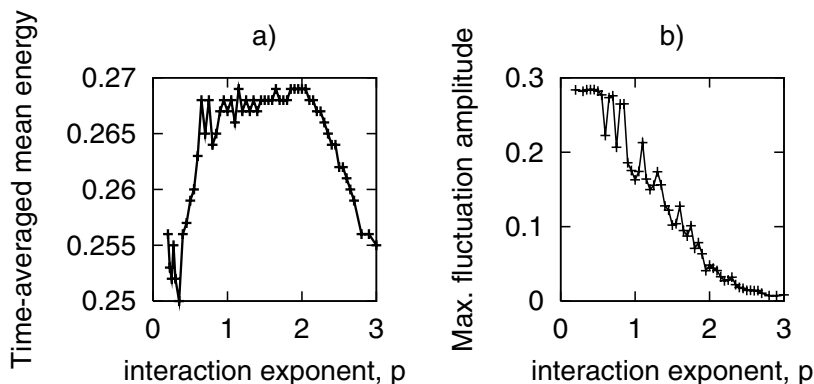 a)
Time-averaged mean energy
0.27
0.265
0.26
0.255
0.25
0 1 2 3
interaction exponent, p
b)
Max. fluctuation amplitude
0.3
0.2
0.1
0
0 1 2 3
interaction exponent, p